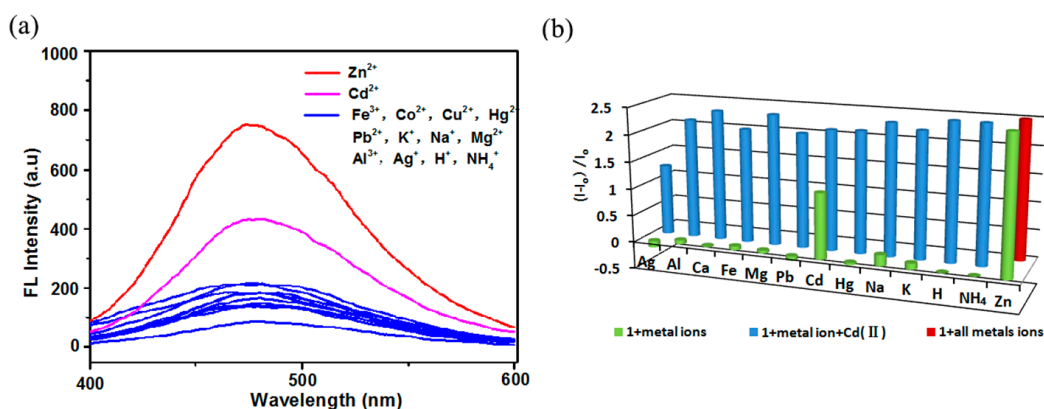 (a)
1000
800
600
400
200
0
FL Intensity (a.u)
Zn²⁺
Cd²⁺
Fe³⁺, Co²⁺, Cu²⁺, Hg²⁺
Pb²⁺, K⁺, Na⁺, Mg²⁺
Al³⁺, Ag⁺, H⁺, NH₄⁺
400 500 600
Wavelength (nm)
(b)
2.5
2
1.5
1
0.5
0
-0.5
(I-I₀)/I₀
Ag Al Ca Fe Mg Pb Cd Hg Na K H NH₄ Zn
1+metal ions 1+metal ion+Cd(Ⅱ) 1+all metals ions